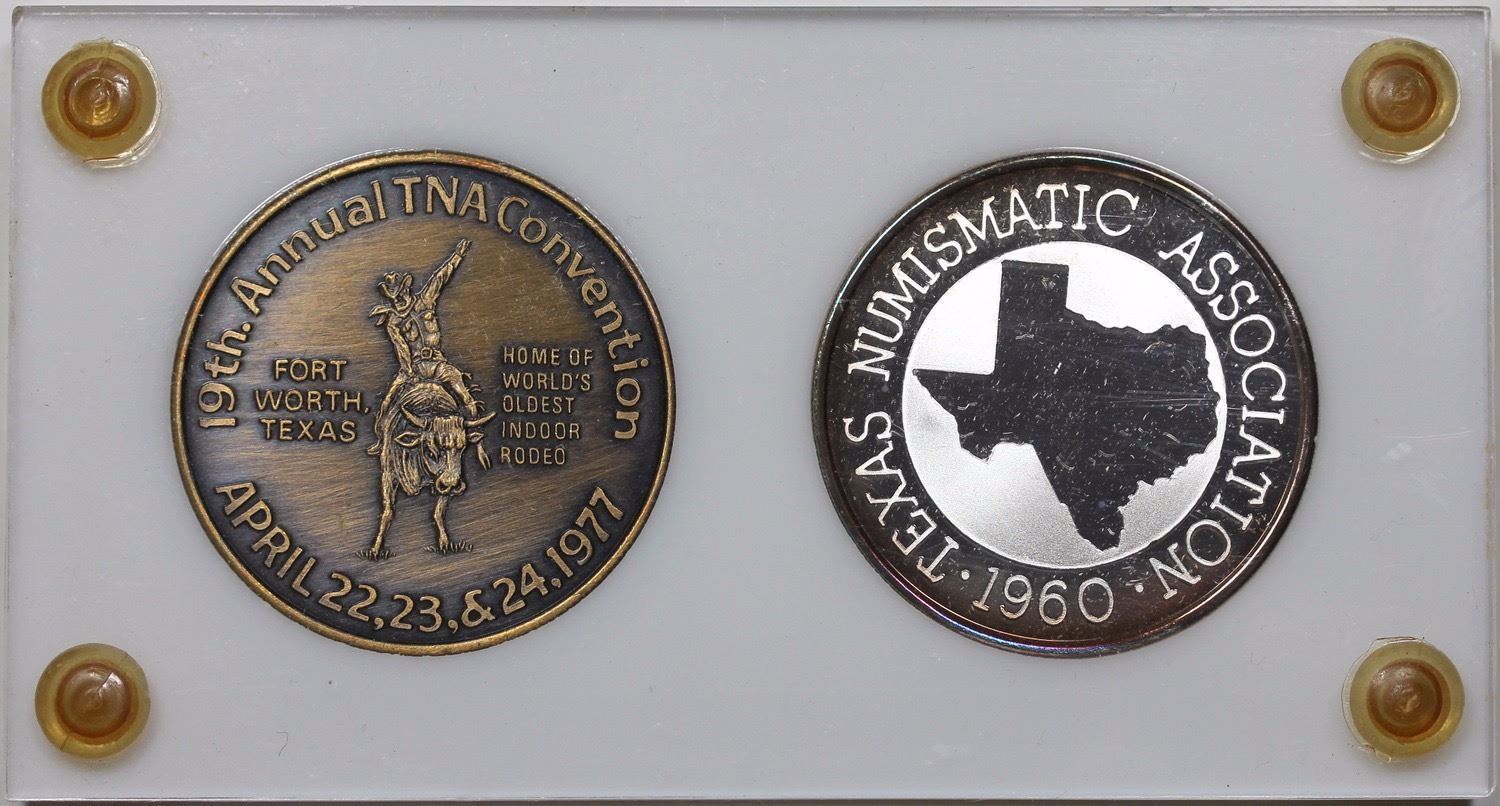 19th. Annual TNA Convention
FORT
WORTH,
TEXAS
HOME OF
WORLD'S
OLDEST
INDOOR
RODEO
APRIL 22, 23, & 24, 1977
TEXAS NUMISMATIC ASSOCIATION
· 1960 ·